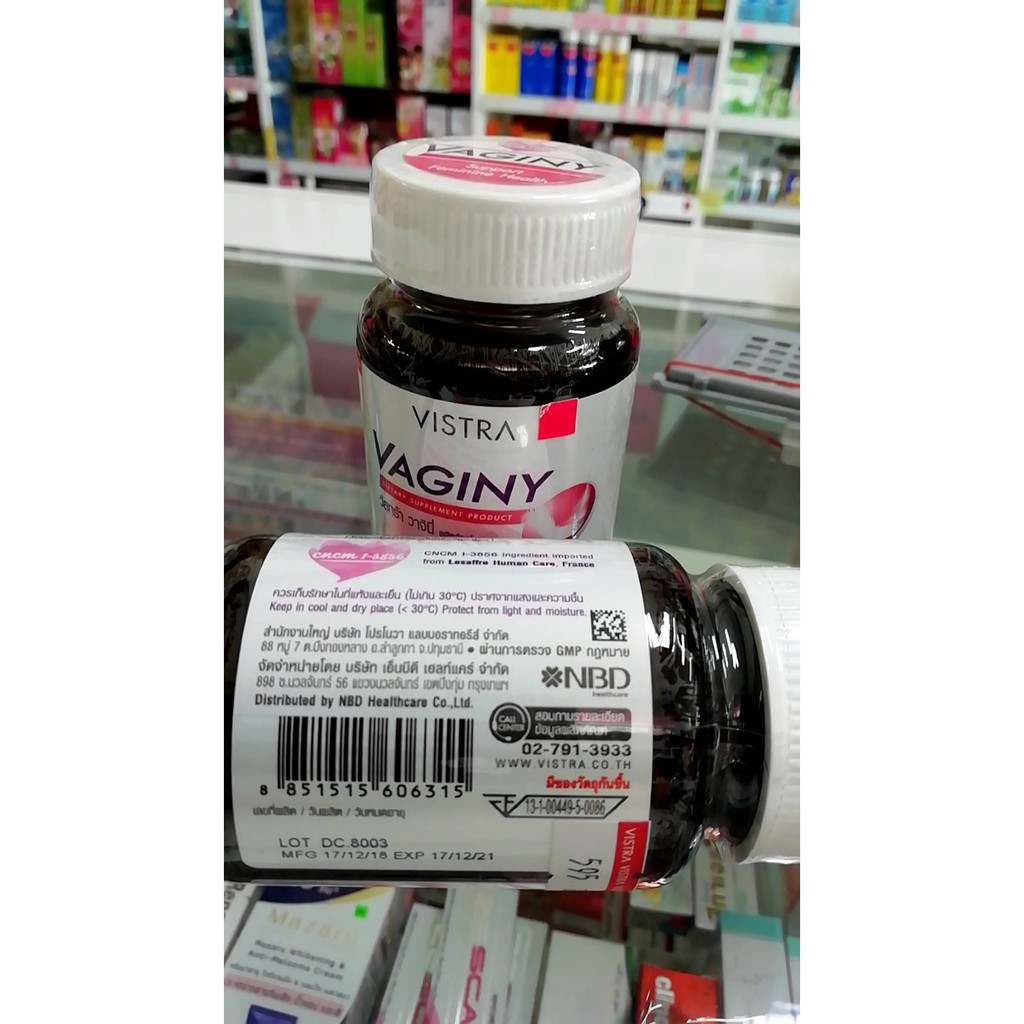 VAGINY
Support
Feminine Health
VISTRA
VAGINY
DIETARY SUPPLEMENT PRODUCT
วิสทร้า วาจินี่
CNCM I-3856
CNCM I-3856 ingredient imported
from Lesaffre Human Care, France
ควรเก็บรักษาในที่แห้งและเย็น (ไม่เกิน 30°C) ปราศจากแสงและความชื้น
Keep in cool and dry place (< 30°C) Protect from light and moisture.
สำนักงานใหญ่ บริษัท โปรโนวา แลบบอราทอรีส์ จำกัด
88 หมู่ 7 ต.บึงทองหลาง อ.ลำลูกกา จ.ปทุมธานี • ผ่านการตรวจ GMP กฎหมาย
จัดจำหน่ายโดย บริษัท เอ็นบีดี เฮลท์แคร์ จำกัด
898 ซ.นวลจันทร์ 56 แขวงนวลจันทร์ เขตบึงกุ่ม กรุงเทพฯ
Distributed by NBD Healthcare Co.,Ltd.
NBD
healthcare
CALL
CENTER
สอบถามรายละเอียด
ข้อมูลผลิตภัณฑ์
02-791-3933
WWW.VISTRA.CO.TH
มีซองวัตถุกันชื้น
13-1-00449-5-0086
8 851515 606315
เลขที่ผลิต / วันผลิต / วันหมดอายุ
LOT DC.8003
MFG 17/12/18 EXP 17/12/21
595
VISTRA VISTRA
Mazaru
Mazaru Whitening &
Anti-Melasma Cream
SCA